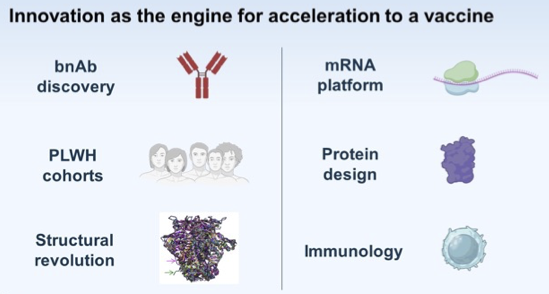 Innovation as the engine for acceleration to a vaccine
bnAb
discovery
PLWH
cohorts
Structural
revolution
mRNA
platform
Protein
design
Immunology